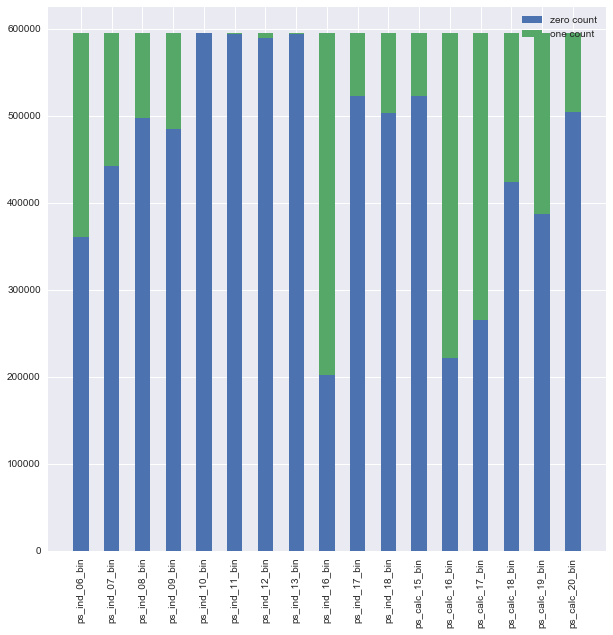 zero count
one count
600000
500000
400000
300000
200000
100000
0
ps_ind_06_bin
ps_ind_07_bin
ps_ind_08_bin
ps_ind_09_bin
ps_ind_10_bin
ps_ind_11_bin
ps_ind_12_bin
ps_ind_13_bin
ps_ind_16_bin
ps_ind_17_bin
ps_ind_18_bin
ps_calc_15_bin
ps_calc_16_bin
ps_calc_17_bin
ps_calc_18_bin
ps_calc_19_bin
ps_calc_20_bin